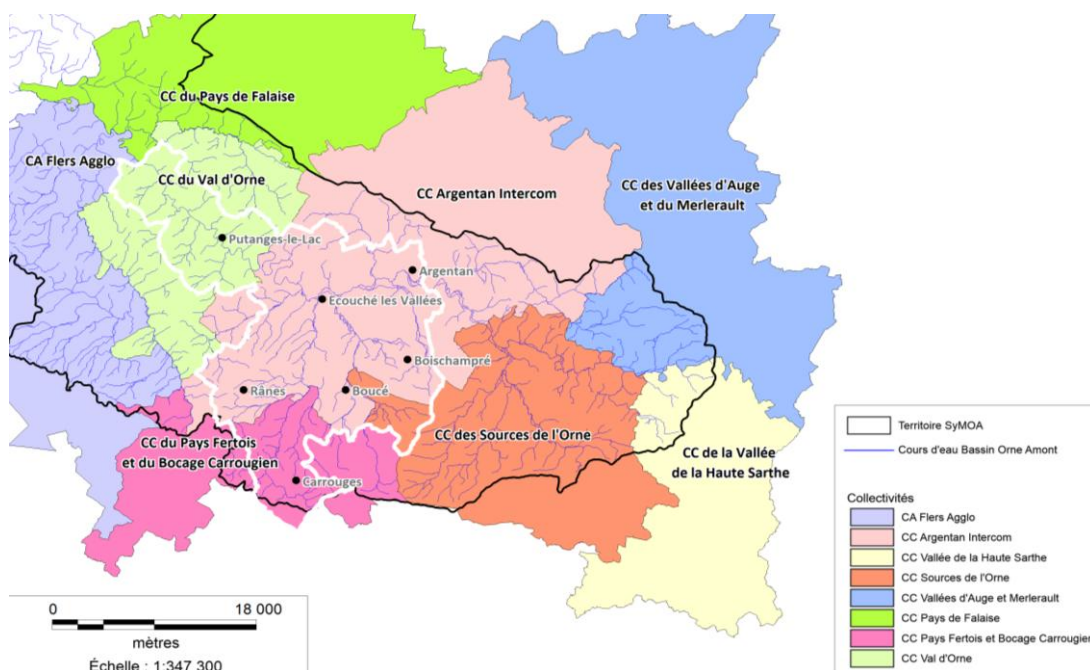 CC du Pays de Falaise
CA Flers Agglo
CC du Val d'Orne
CC Argentan Intercom
CC des Vallées d'Auge
et du Merlerault
Putanges-le-Lac
Argentan
Ecouché les Vallées
Boischampré
Rânes
Boucé
CC du Pays Fertois
et du Bocage Carrougien
CC des Sources de l'Orne
CC de la Vallée
de la Haute Sarthe
Carrouges
0 18 000
mètres
Échelle : 1:347 300
Territoire SyMOA
Cours d'eau Bassin Orne Amont
Collectivités
CA Flers Agglo
CC Argentan Intercom
CC Vallée de la Haute Sarthe
CC Sources de l'Orne
CC Vallées d'Auge et Merlerault
CC Pays de Falaise
CC Pays Fertois et Bocage Carrougien
CC Val d'Orne